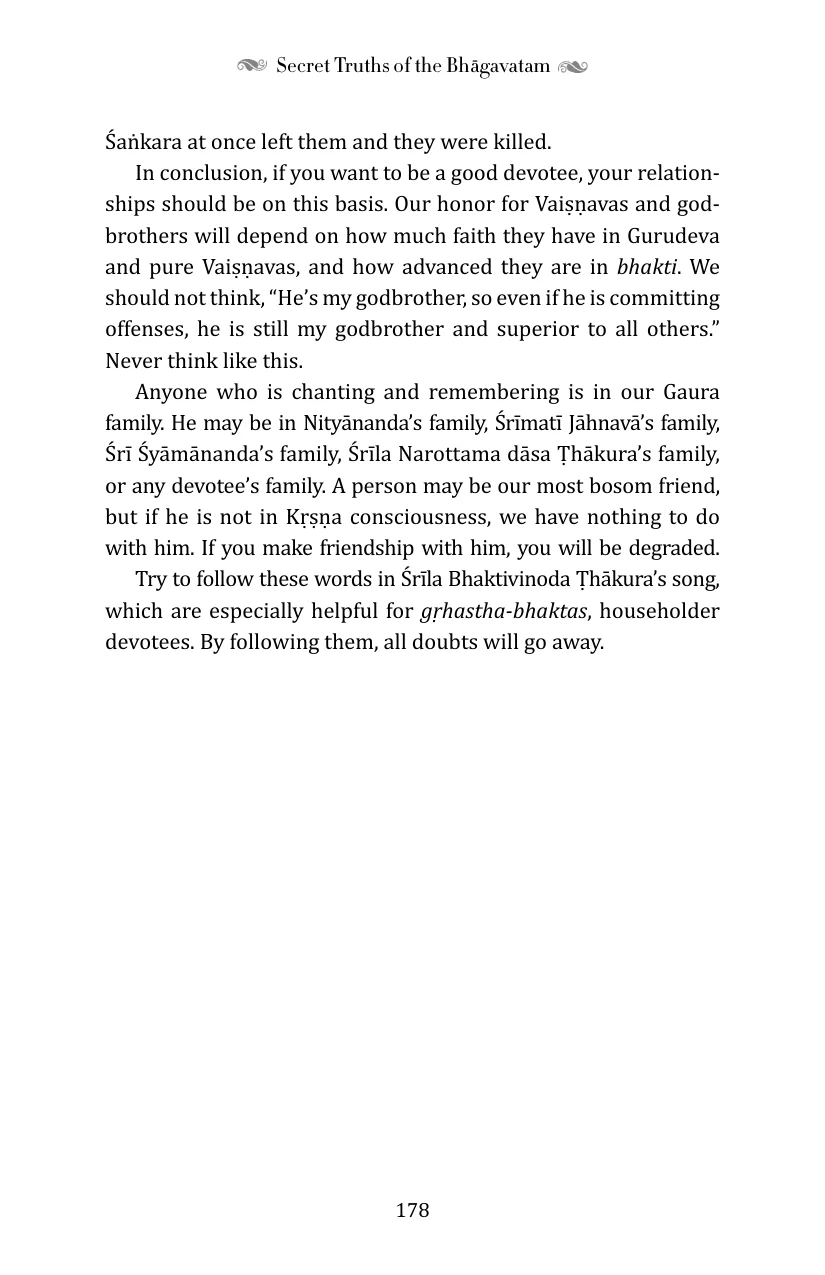 Secret Truths of the Bhāgavatam
Śaṅkara at once left them and they were killed.
In conclusion, if you want to be a good devotee, your relation-
ships should be on this basis. Our honor for Vaiṣṇavas and god-
brothers will depend on how much faith they have in Gurudeva
and pure Vaiṣṇavas, and how advanced they are in bhakti. We
should not think, “He’s my godbrother, so even if he is committing
offenses, he is still my godbrother and superior to all others.”
Never think like this.
Anyone who is chanting and remembering is in our Gaura
family. He may be in Nityānanda’s family, Śrīmatī Jāhnavā’s family,
Śrī Śyāmānanda’s family, Śrīla Narottama dāsa Ṭhākura’s family,
or any devotee’s family. A person may be our most bosom friend,
but if he is not in Kṛṣṇa consciousness, we have nothing to do
with him. If you make friendship with him, you will be degraded.
Try to follow these words in Śrīla Bhaktivinoda Ṭhākura’s song,
which are especially helpful for gṛhastha-bhaktas, householder
devotees. By following them, all doubts will go away.
178